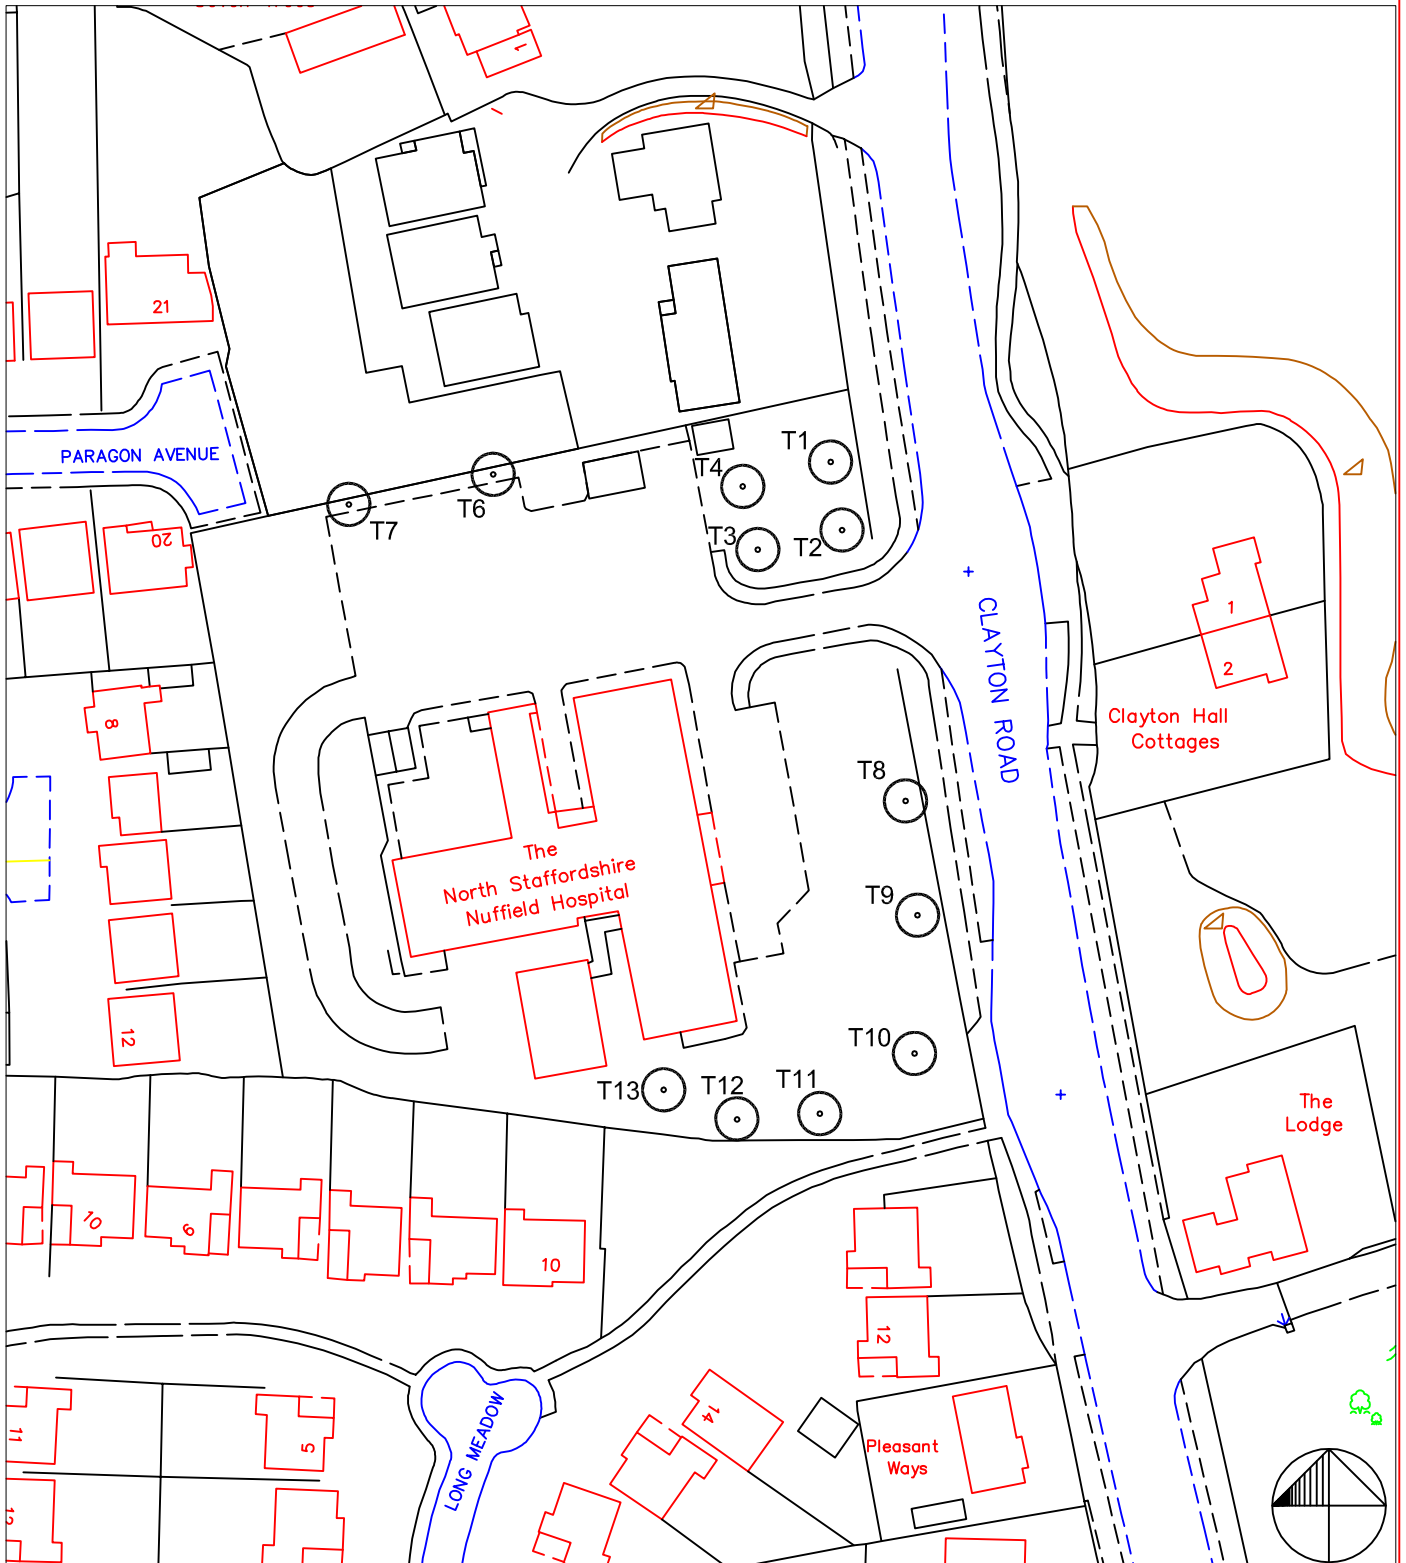 1
21
PARAGON AVENUE
T1
T4
T6
T7
T3
T2
20
CLAYTON ROAD
1
2
8
Clayton Hall
Cottages
T8
The
North Staffordshire
Nuffield Hospital
T9
12
T10
T13
T12
T11
The
Lodge
10
9
10
12
14
11
5
LONG MEADOW
Pleasant
Ways